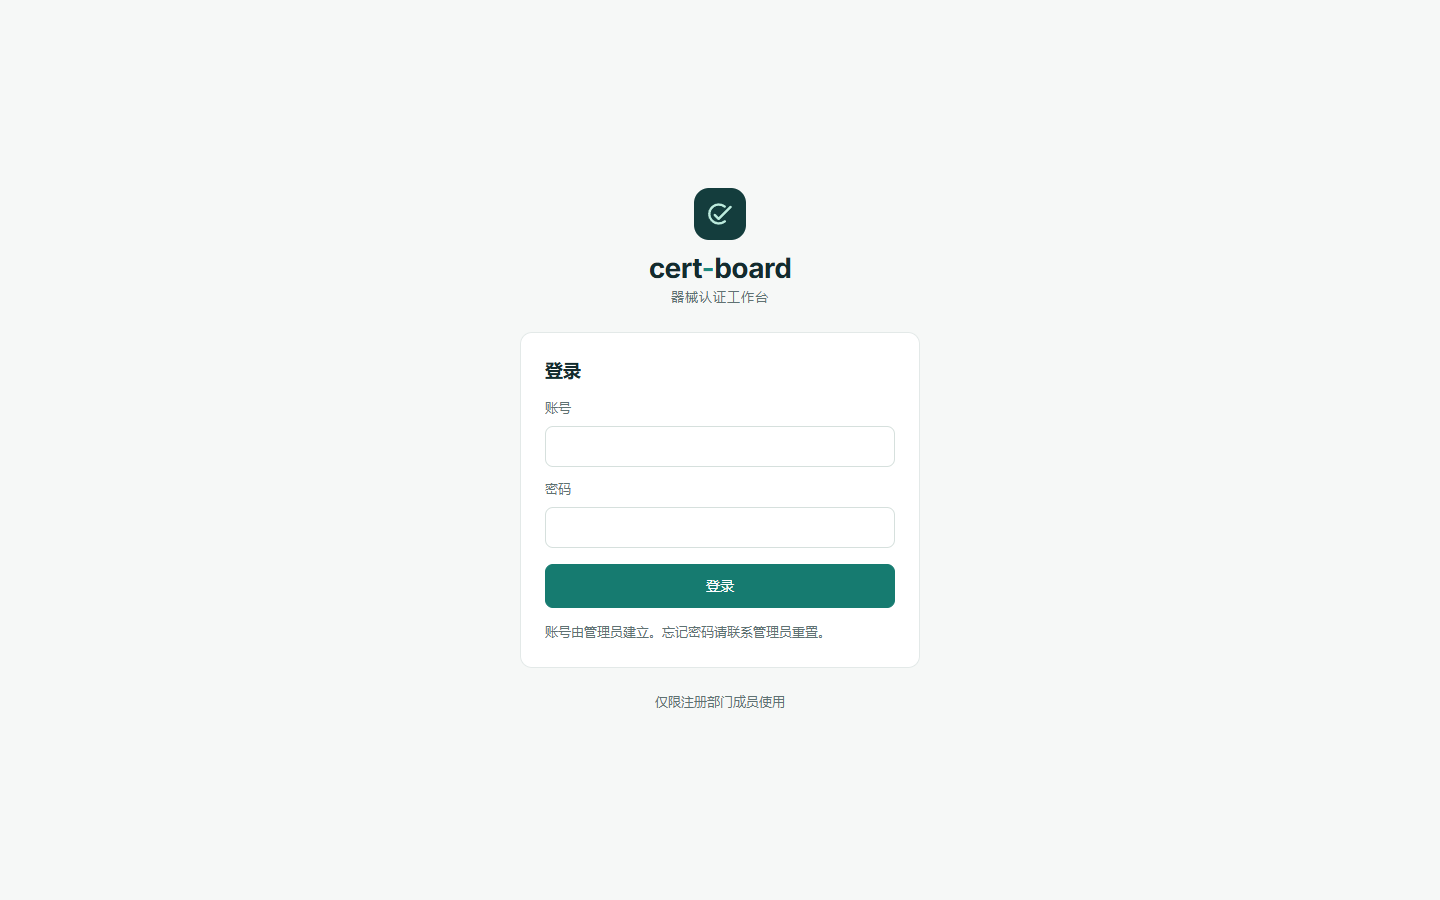 cert-board
器械认证工作台
登录
账号
密码
登录
账号由管理员建立。忘记密码请联系管理员重置。
仅限注册部门成员使用